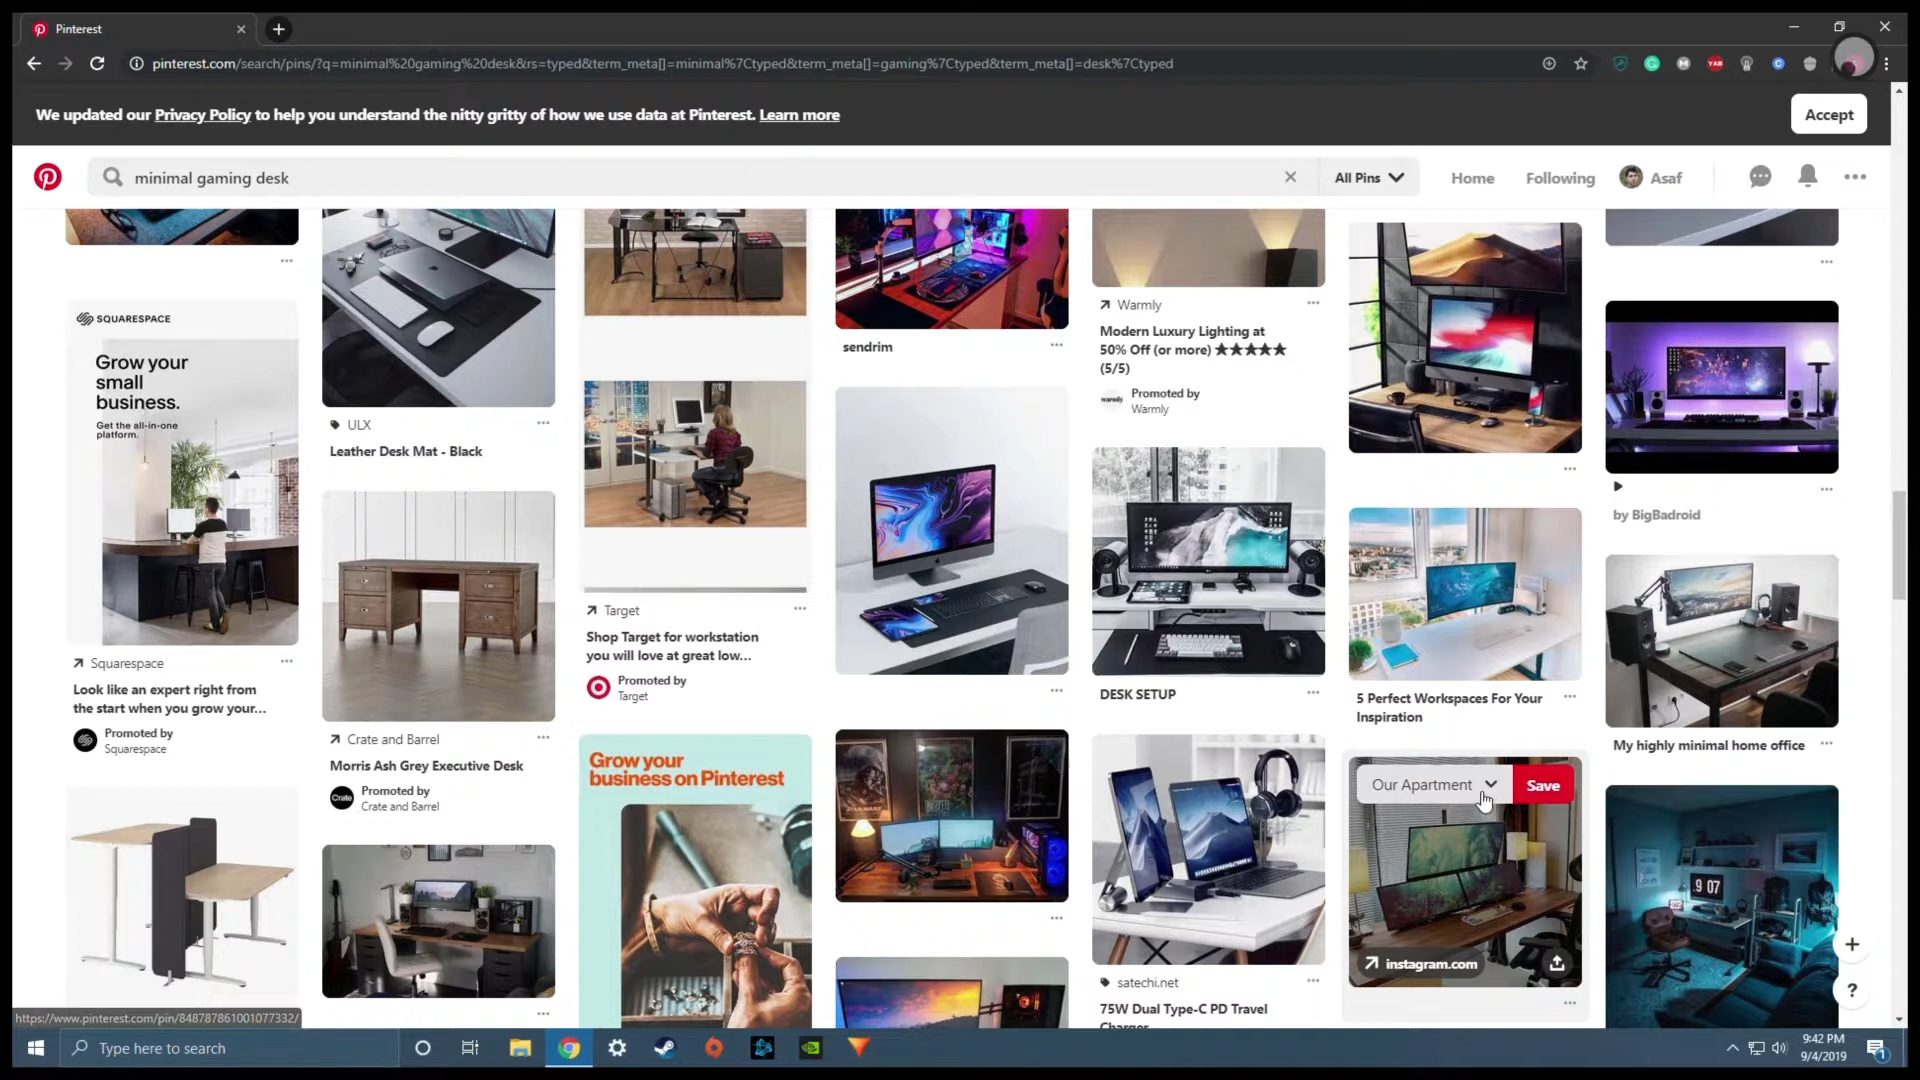 Pinterest
pinterest.com/search/pins/?q=minimal%20gaming%20desk&rs=typed&term_meta[]=minimal%7Ctyped&term_meta[]=gaming%7Ctyped&term_meta[]=desk%7Ctyped
We updated our Privacy Policy to help you understand the nitty gritty of how we use data at Pinterest. Learn more
Accept
minimal gaming desk
All Pins
Home
Following
Asaf
SQUARESPACE
Grow your
small
business.
Get the all-in-one
platform.
Squarespace
Look like an expert right from
the start when you grow your...
Promoted by
Squarespace
ULX
Leather Desk Mat - Black
Crate and Barrel
Morris Ash Grey Executive Desk
Crate
Promoted by
Crate and Barrel
Target
Shop Target for workstation
you will love at great low...
Promoted by
Target
Grow your
business on Pinterest
sendrim
Warmly
Modern Luxury Lighting at
50% Off (or more) ★★★★★
(5/5)
warmly
Promoted by
Warmly
DESK SETUP
satechi.net
75W Dual Type-C PD Travel
Charger
5 Perfect Workspaces For Your
Inspiration
Our Apartment
Save
instagram.com
by BigBadroid
My highly minimal home office
9 07
https://www.pinterest.com/pin/848787861001077332/
Type here to search
9:42 PM
9/4/2019
1